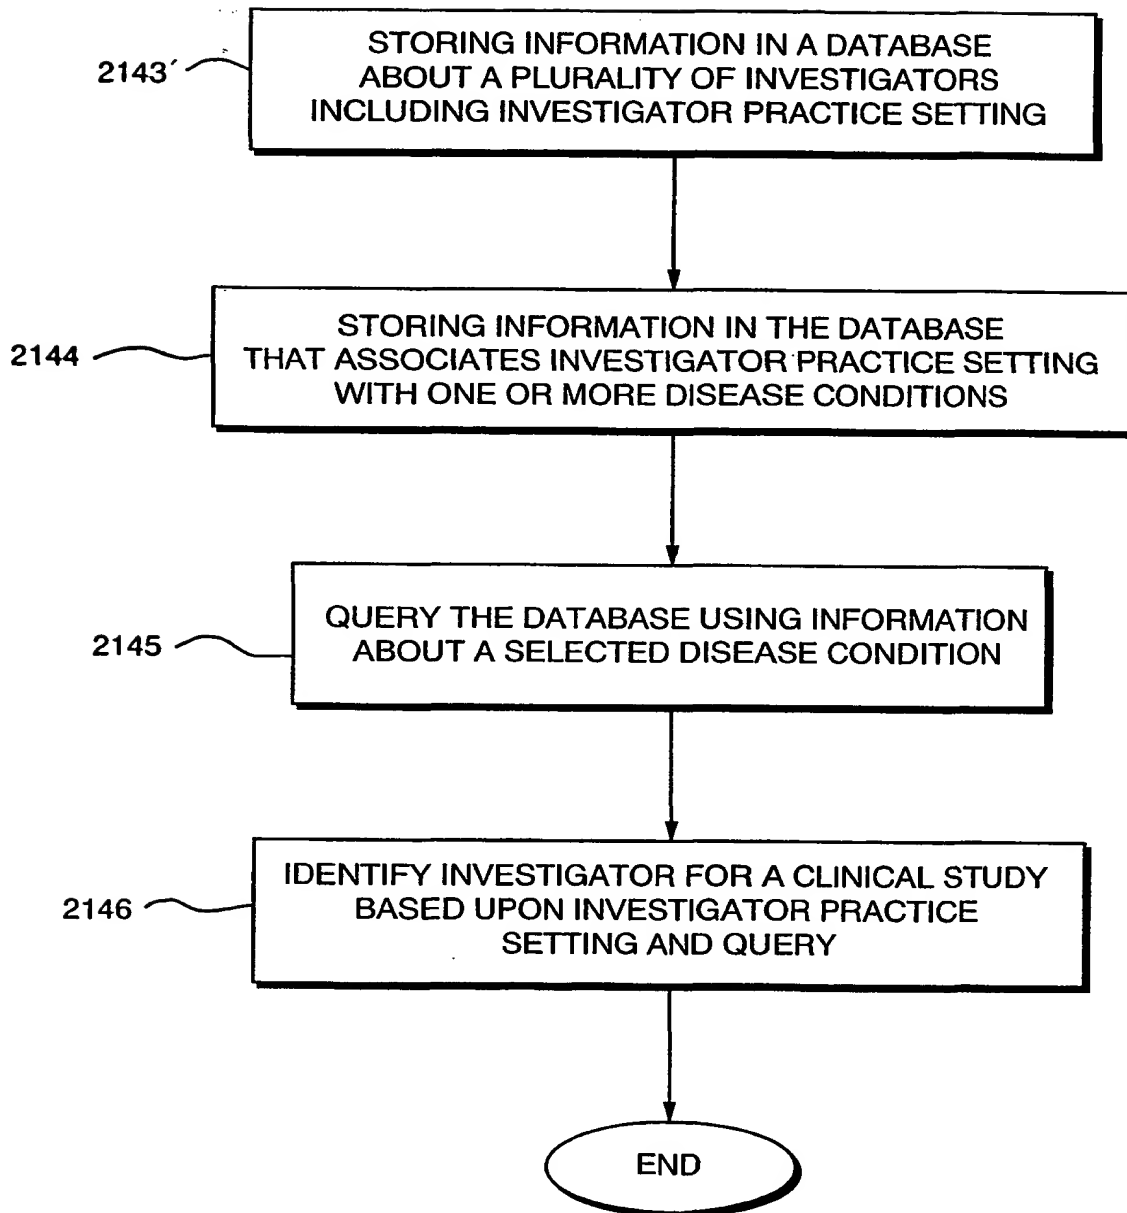 2143′
STORING INFORMATION IN A DATABASE
ABOUT A PLURALITY OF INVESTIGATORS
INCLUDING INVESTIGATOR PRACTICE SETTING
2144
STORING INFORMATION IN THE DATABASE
THAT ASSOCIATES INVESTIGATOR PRACTICE SETTING
WITH ONE OR MORE DISEASE CONDITIONS
2145
QUERY THE DATABASE USING INFORMATION
ABOUT A SELECTED DISEASE CONDITION
2146
IDENTIFY INVESTIGATOR FOR A CLINICAL STUDY
BASED UPON INVESTIGATOR PRACTICE
SETTING AND QUERY
END